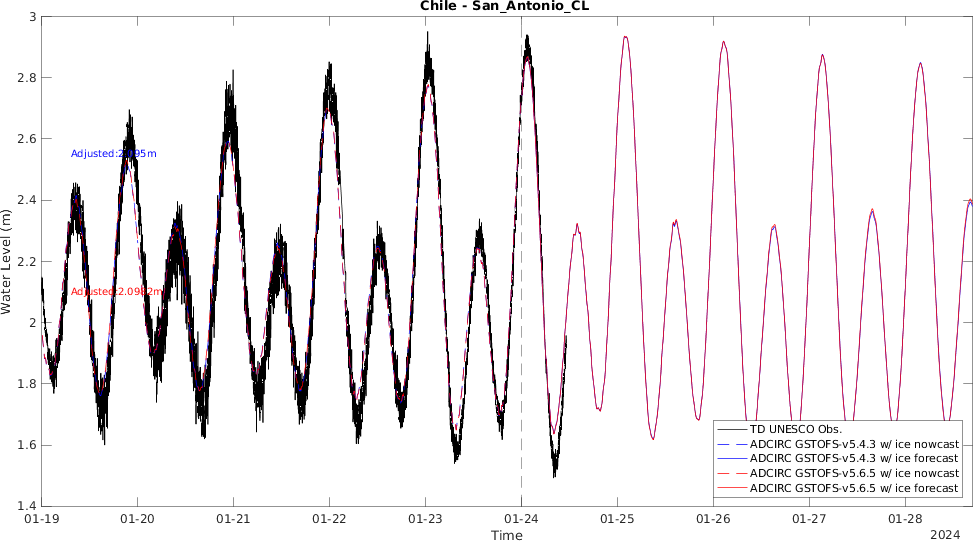 Chile - San_Antonio_CL
3
2.8
2.6
2.4
2.2
2
1.8
1.6
1.4
Water Level (m)
Adjusted:
Adjusted:2.0982m
TD UNESCO Obs.
ADCIRC GSTOFS-v5.4.3 w/ ice nowcast
ADCIRC GSTOFS-v5.4.3 w/ ice forecast
ADCIRC GSTOFS-v5.6.5 w/ ice nowcast
ADCIRC GSTOFS-v5.6.5 w/ ice forecast
01-19 01-20 01-21 01-22 01-23 01-24 01-25 01-26 01-27 01-28
Time
2024